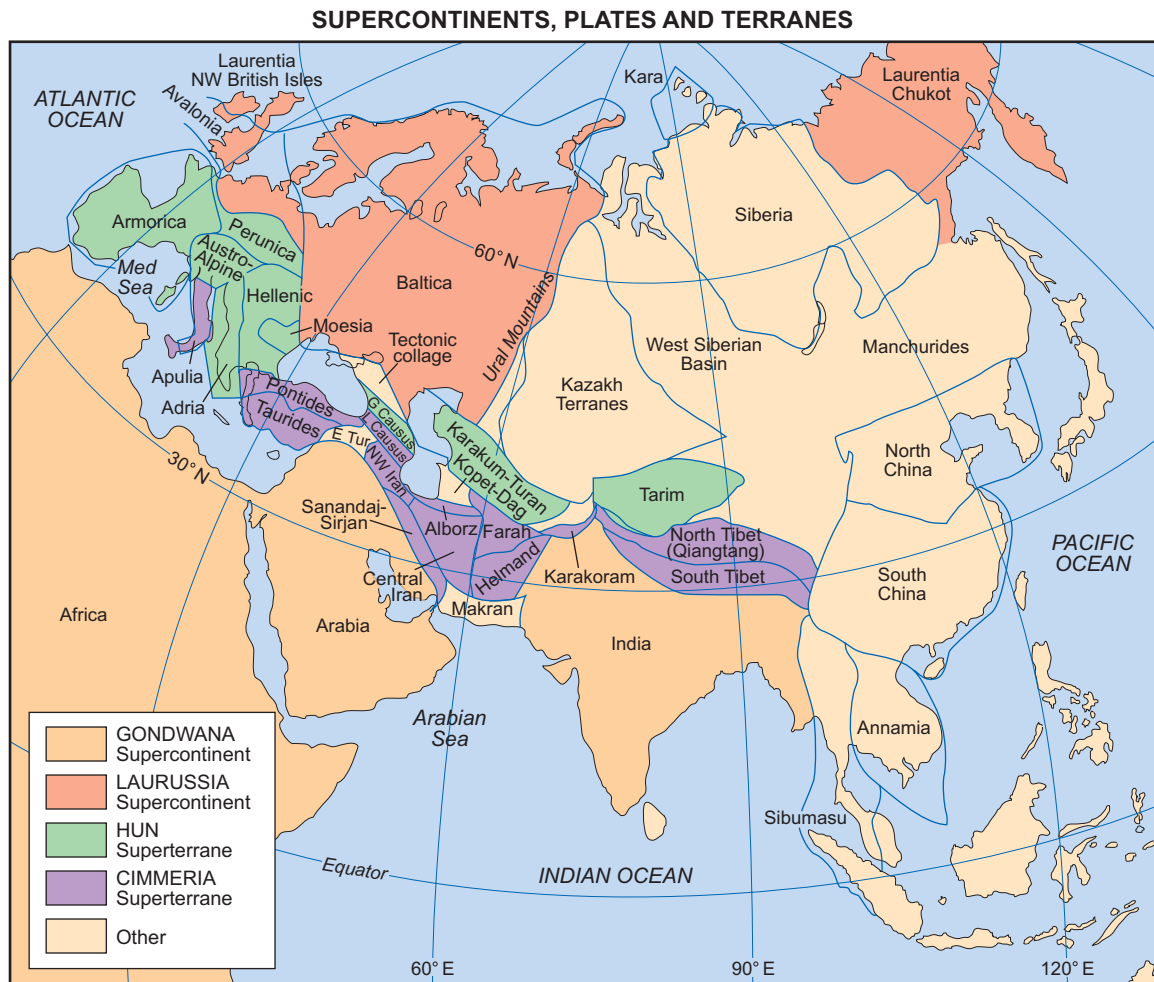 SUPERCONTINENTS, PLATES AND TERRANES
Laurentia
NW British Isles
Kara
Laurentia
Chukot
ATLANTIC
OCEAN
Avalonia
Siberia
Armorica
Perunica
60° N
Austro-
Alpine
Med
Sea
Baltica
Ural Mountains
Hellenic
Moesia
Tectonic
collage
West Siberian
Basin
Manchurides
Apulia
Kazakh
Terranes
Adria
Pontides
Taurides
G Causus
L Causus
E Tur
Karakum-Turan
Kopet-Dag
North
China
30° N
NW Iran
Tarim
Sanandaj-
Sirjan
Alborz
Farah
North Tibet
(Qiangtang)
PACIFIC
OCEAN
Helmand
Karakoram
South Tibet
South
China
Central
Iran
Makran
Africa
Arabia
India
Arabian
Sea
Annamia
GONDWANA
Supercontinent
LAURUSSIA
Supercontinent
HUN
Superterrane
CIMMERIA
Superterrane
Other
Sibumasu
Equator
INDIAN OCEAN
60° E
90° E
120° E